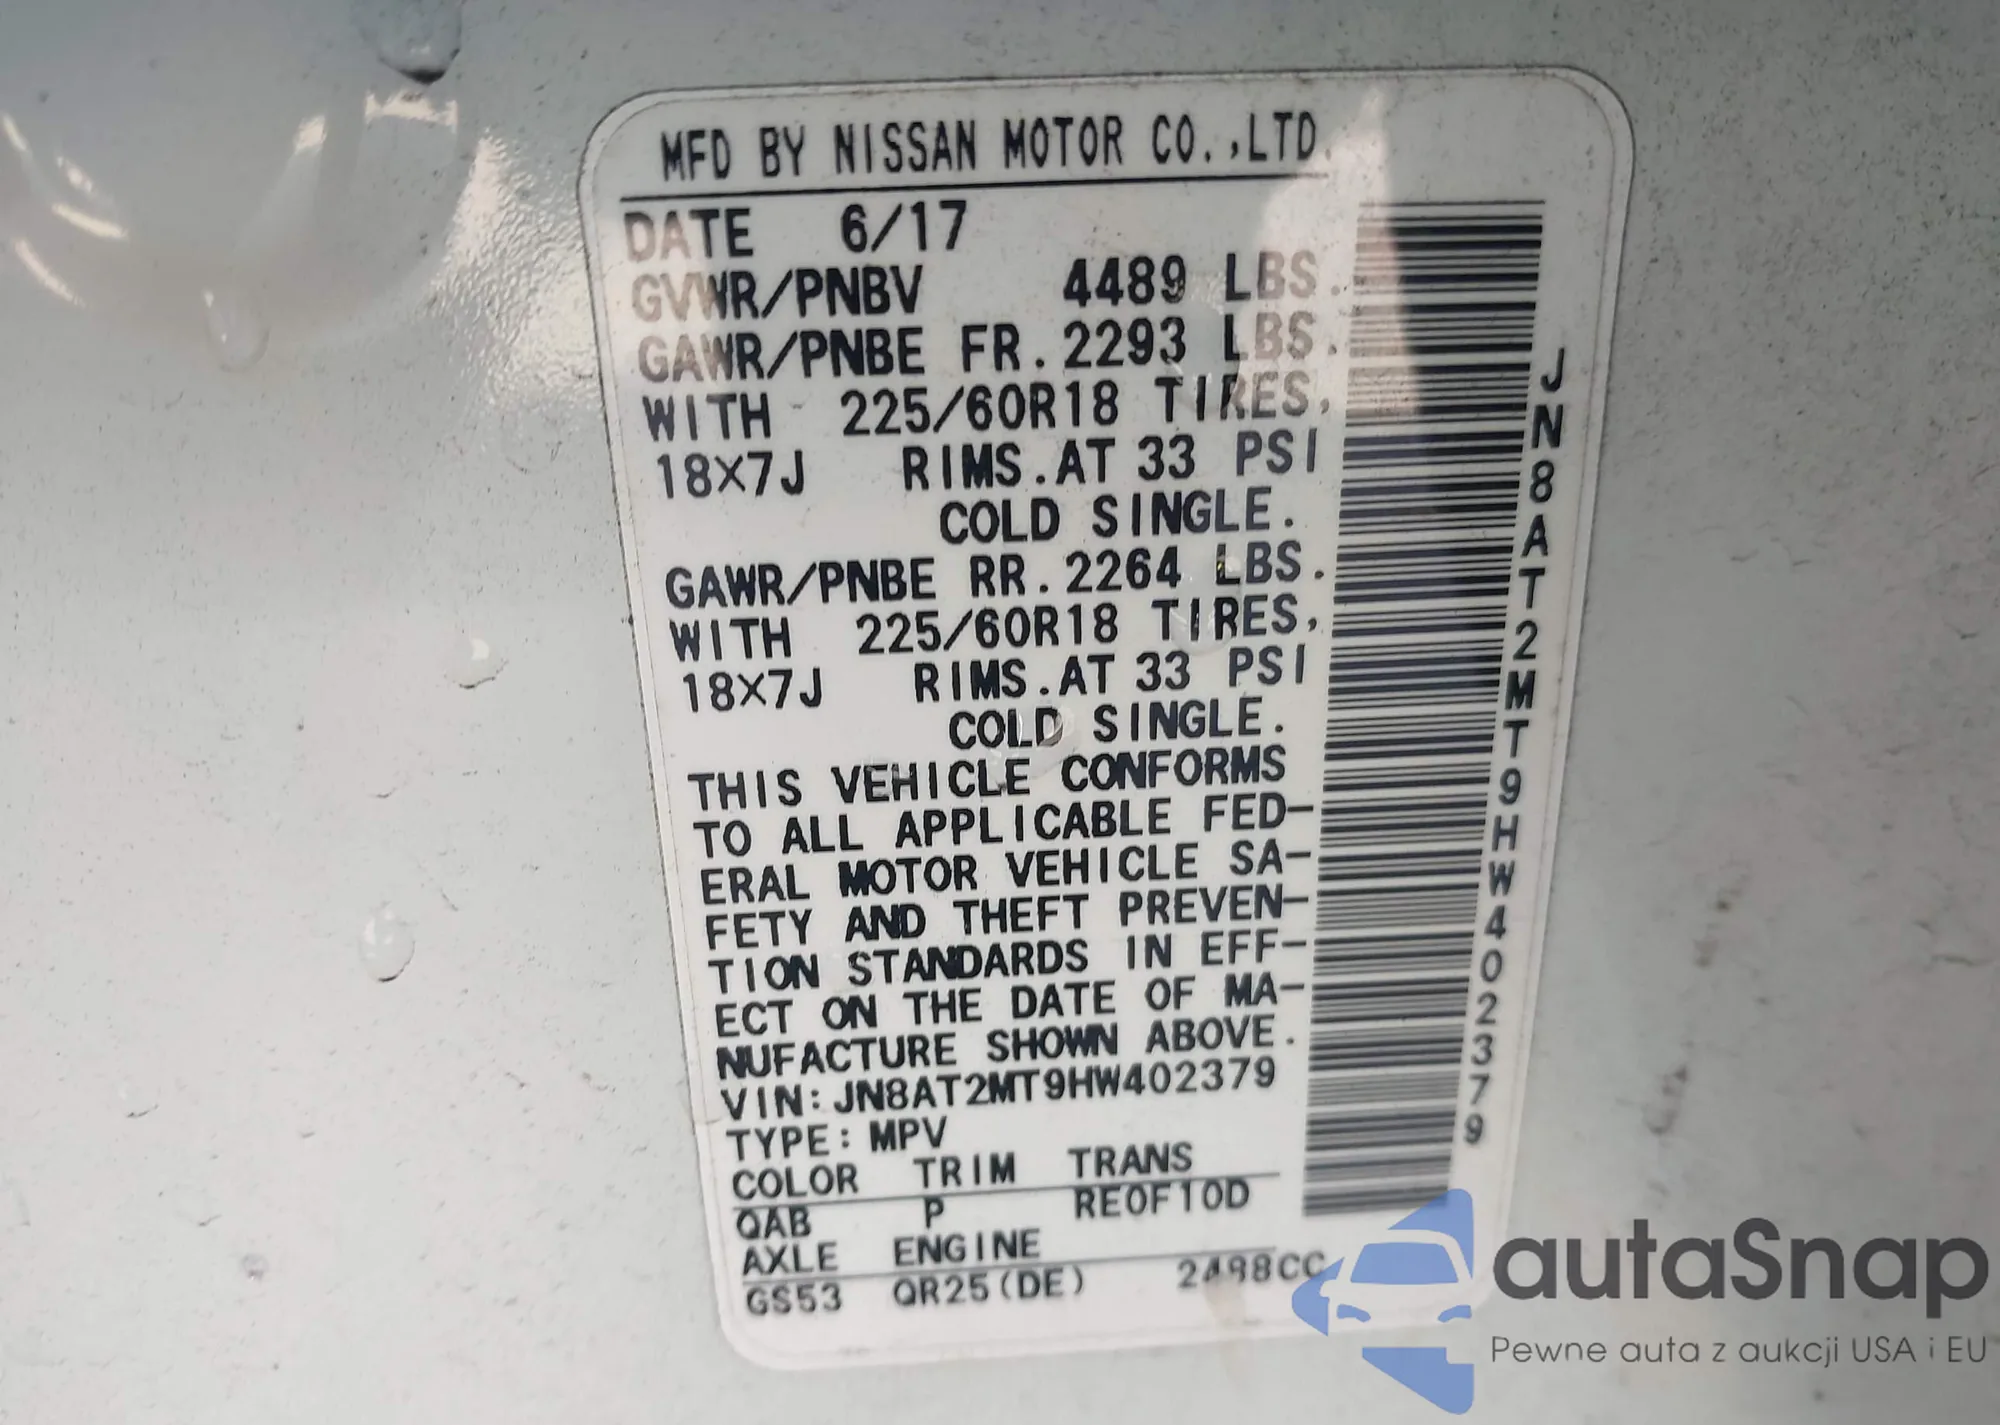 MFD BY NISSAN MOTOR CO.,LTD.
DATE 6/17
GVWR/PNBV 4489 LBS.
GAWR/PNBE FR.2293 LBS.
WITH 225/60R18 TIRES,
18X7J RIMS.AT 33 PSI
COLD SINGLE.
GAWR/PNBE RR.2264 LBS.
WITH 225/60R18 TIRES,
18X7J RIMS.AT 33 PSI
COLD SINGLE.
THIS VEHICLE CONFORMS
TO ALL APPLICABLE FED-
ERAL MOTOR VEHICLE SA-
FETY AND THEFT PREVEN-
TION STANDARDS IN EFF-
ECT ON THE DATE OF MA-
NUFACTURE SHOWN ABOVE.
VIN:JN8AT2MT9HW402379
TYPE:MPV
COLOR TRIM TRANS
QAB P RE0F10D
AXLE ENGINE
GS53 QR25(DE) 2488CC
JN8AT2MT9HW402379
autaSnap
Pewne auta z aukcji USA i EU